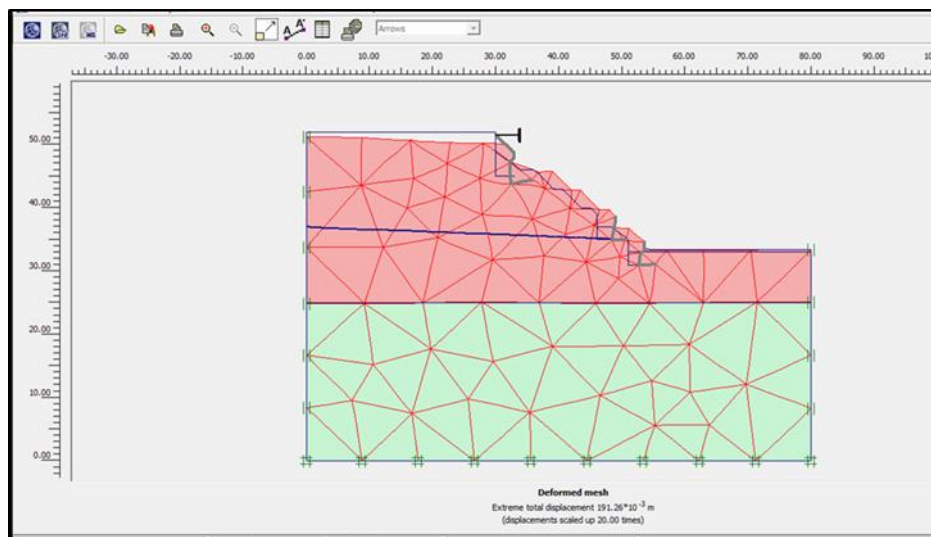 Arrows
-30.00 -20.00 -10.00 0.00 10.00 20.00 30.00 40.00 50.00 60.00 70.00 80.00 90.00
50.00
40.00
30.00
20.00
10.00
0.00
Deformed mesh
Extreme total displacement 191.26*10⁻³ m
(displacements scaled up 20.00 times)